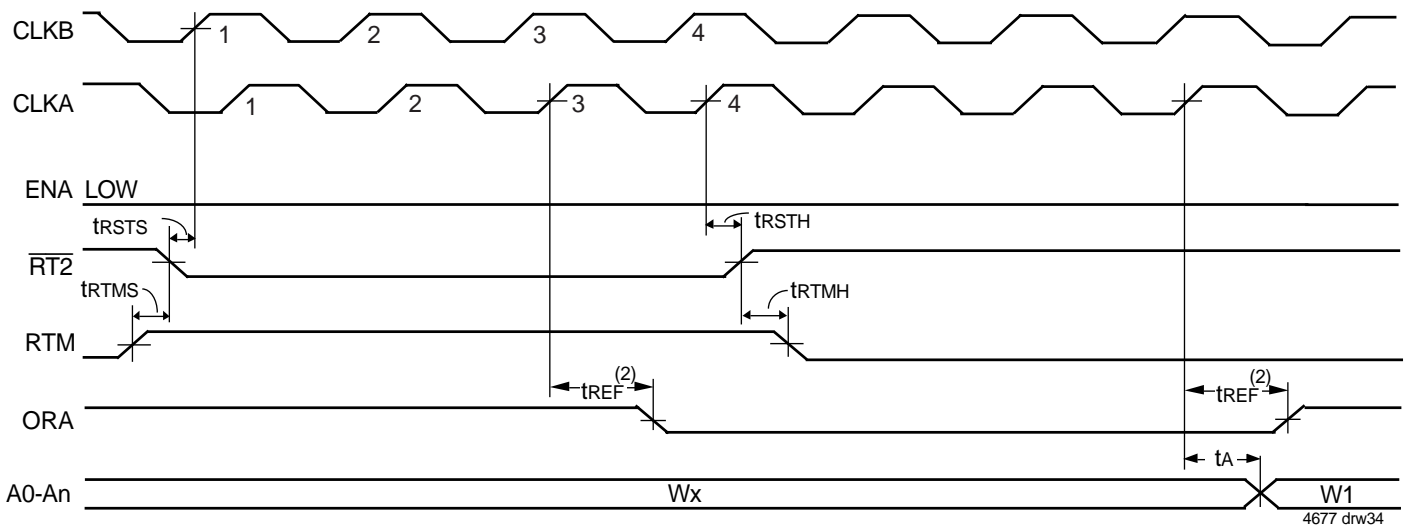 CLKB 1 2 3 4
CLKA 1 2 3 4
ENA LOW
tRSTS tRSTH
RT2
tRTMS tRTMH
RTM
tREF(2) tREF(2)
ORA
tA
A0-An Wx W1
4677 drw34